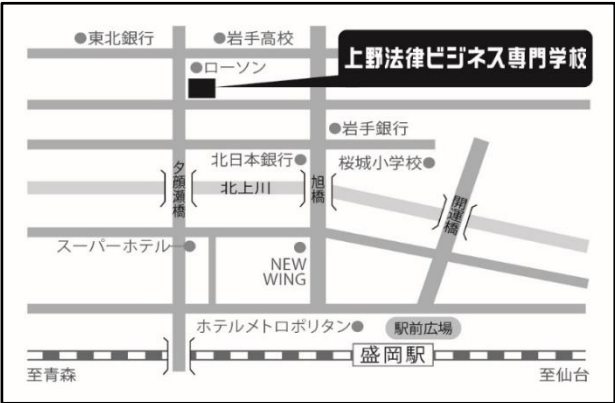 東北銀行
岩手高校
ローソン
上野法律ビジネス専門学校
岩手銀行
北日本銀行
桜城小学校
夕顔瀬橋
北上川
旭橋
開運橋
スーパーホテル
NEW
WING
ホテルメトロポリタン
駅前広場
盛岡駅
至青森
至仙台